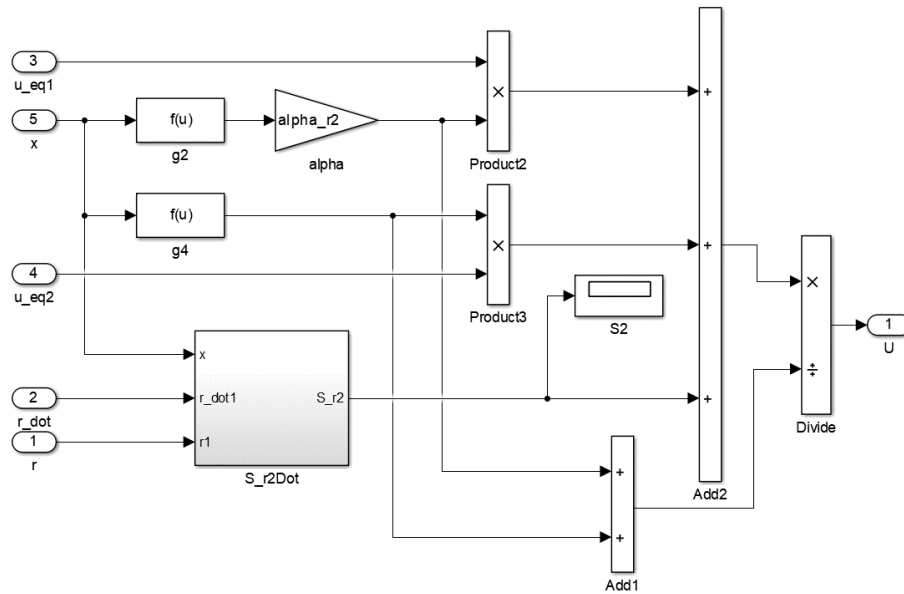 3
u_eq1
5
x
f(u)
g2
alpha_r2
alpha
×
Product2
+
f(u)
g4
4
u_eq2
×
Product3
+
S2
×
÷
Divide
1
U
x
r_dot1
r1
S_r2
S_r2Dot
2
r_dot
1
r
+
Add2
+
+
Add1